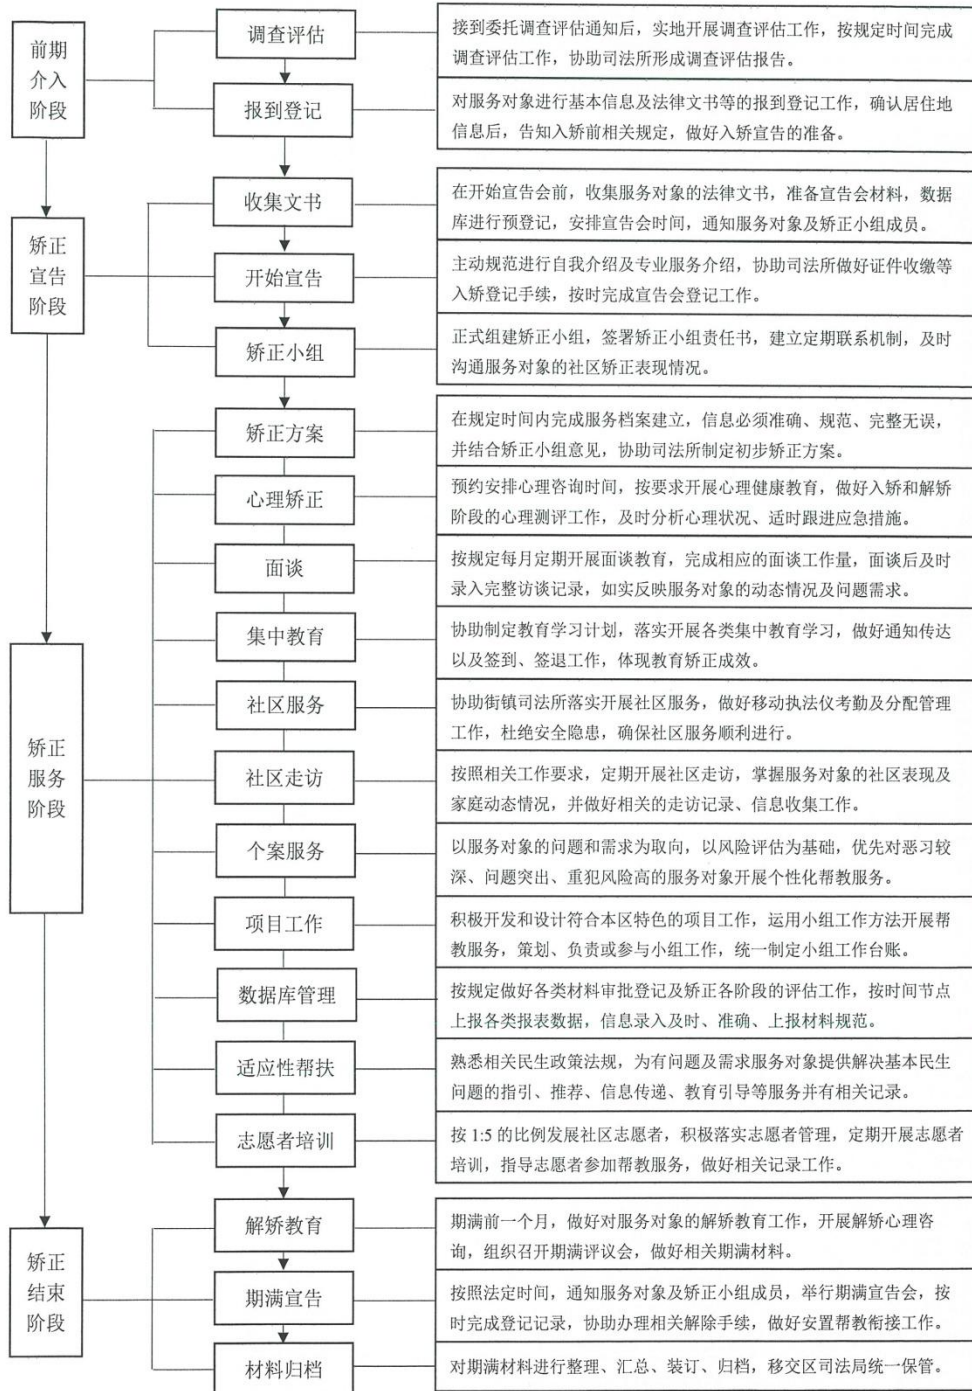 前期
介入
阶段
调查评估
接到委托调查评估通知后，实地开展调查评估工作，按规定时间完成
调查评估工作，协助司法所形成调查评估报告。
报到登记
对服务对象进行基本信息及法律文书等的报到登记工作，确认居住地
信息后，告知入矫前相关规定，做好入矫宣告的准备。
矫正
宣告
阶段
收集文书
在开始宣告会前，收集服务对象的法律文书，准备宣告会材料，数据
库进行预登记，安排宣告会时间，通知服务对象及矫正小组成员。
开始宣告
主动规范进行自我介绍及专业服务介绍，协助司法所做好证件收缴等
入矫登记手续，按时完成宣告会登记工作。
矫正小组
正式组建矫正小组，签署矫正小组责任书，建立定期联系机制，及时
沟通服务对象的社区矫正表现情况。
矫正
服务
阶段
矫正方案
在规定时间内完成服务档案建立，信息必须准确、规范、完整无误，
并结合矫正小组意见，协助司法所制定初步矫正方案。
心理矫正
预约安排心理咨询时间，按要求开展心理健康教育，做好入矫和解矫
阶段的心理测评工作，及时分析心理状况、适时跟进应急措施。
面谈
按规定每月定期开展面谈教育，完成相应的面谈工作量，面谈后及时
录入完整访谈记录，如实反映服务对象的动态情况及问题需求。
集中教育
协助制定教育学习计划，落实开展各类集中教育学习，做好通知传达
以及签到、签退工作，体现教育矫正成效。
社区服务
协助街镇司法所落实开展社区服务，做好移动执法仪考勤及分配管理
工作，杜绝安全隐患，确保社区服务顺利进行。
社区走访
按照相关工作要求，定期开展社区走访，掌握服务对象的社区表现及
家庭动态情况，并做好相关的走访记录、信息收集工作。
个案服务
以服务对象的问题和需求为取向，以风险评估为基础，优先对恶习较
深、问题突出、重犯风险高的服务对象开展个性化帮教服务。
项目工作
积极开发和设计符合本区特色的项目工作，运用小组工作方法开展帮
教服务，策划、负责或参与小组工作，统一制定小组工作台账。
数据库管理
按规定做好各类材料审批登记及矫正各阶段的评估工作，按时间节点
上报各类报表数据，信息录入及时、准确、上报材料规范。
适应性帮扶
熟悉相关民生政策法规，为有问题及需求服务对象提供解决基本民生
问题的指引、推荐、信息传递、教育引导等服务并有相关记录。
志愿者培训
按 1:5 的比例发展社区志愿者，积极落实志愿者管理，定期开展志愿者
培训，指导志愿者参加帮教服务，做好相关记录工作。
矫正
结束
阶段
解矫教育
期满前一个月，做好对服务对象的解矫教育工作，开展解矫心理咨
询，组织召开期满评议会，做好相关期满材料。
期满宣告
按照法定时间，通知服务对象及矫正小组成员，举行期满宣告会，按
时完成登记记录，协助办理相关解除手续，做好安置帮教衔接工作。
材料归档
对期满材料进行整理、汇总、装订、归档，移交区司法局统一保管。